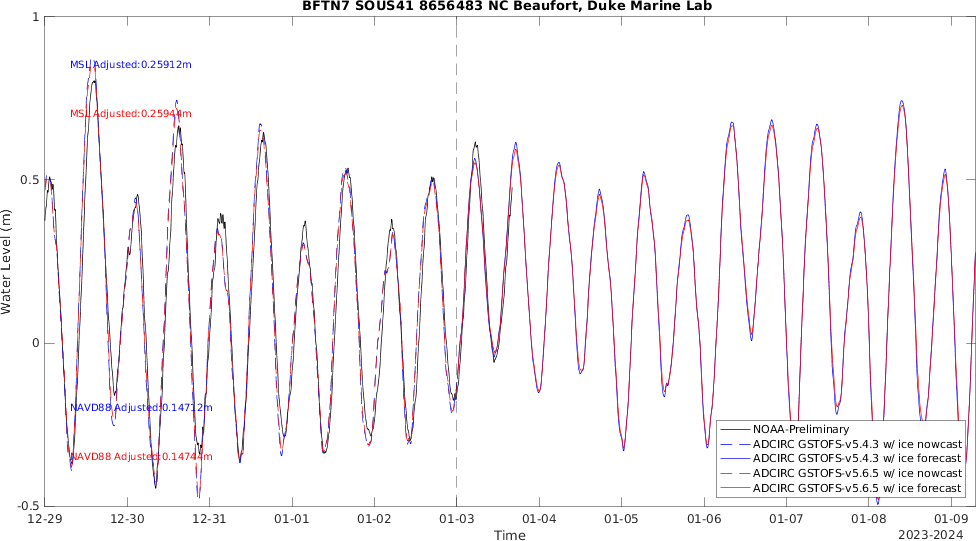 BFTN7 SOUS41 8656483 NC Beaufort, Duke Marine Lab
1
MSL Adjusted:0.25912m
MSL Adjusted:0.25944m
0.5
Water Level (m)
0
NAVD88 Adjusted:0.14712m
NAVD88 Adjusted:0.14744m
-0.5
NOAA-Preliminary
ADCIRC GSTOFS-v5.4.3 w/ ice nowcast
ADCIRC GSTOFS-v5.4.3 w/ ice forecast
ADCIRC GSTOFS-v5.6.5 w/ ice nowcast
ADCIRC GSTOFS-v5.6.5 w/ ice forecast
12-29 12-30 12-31 01-01 01-02 01-03 01-04 01-05 01-06 01-07 01-08 01-09
Time
2023-2024